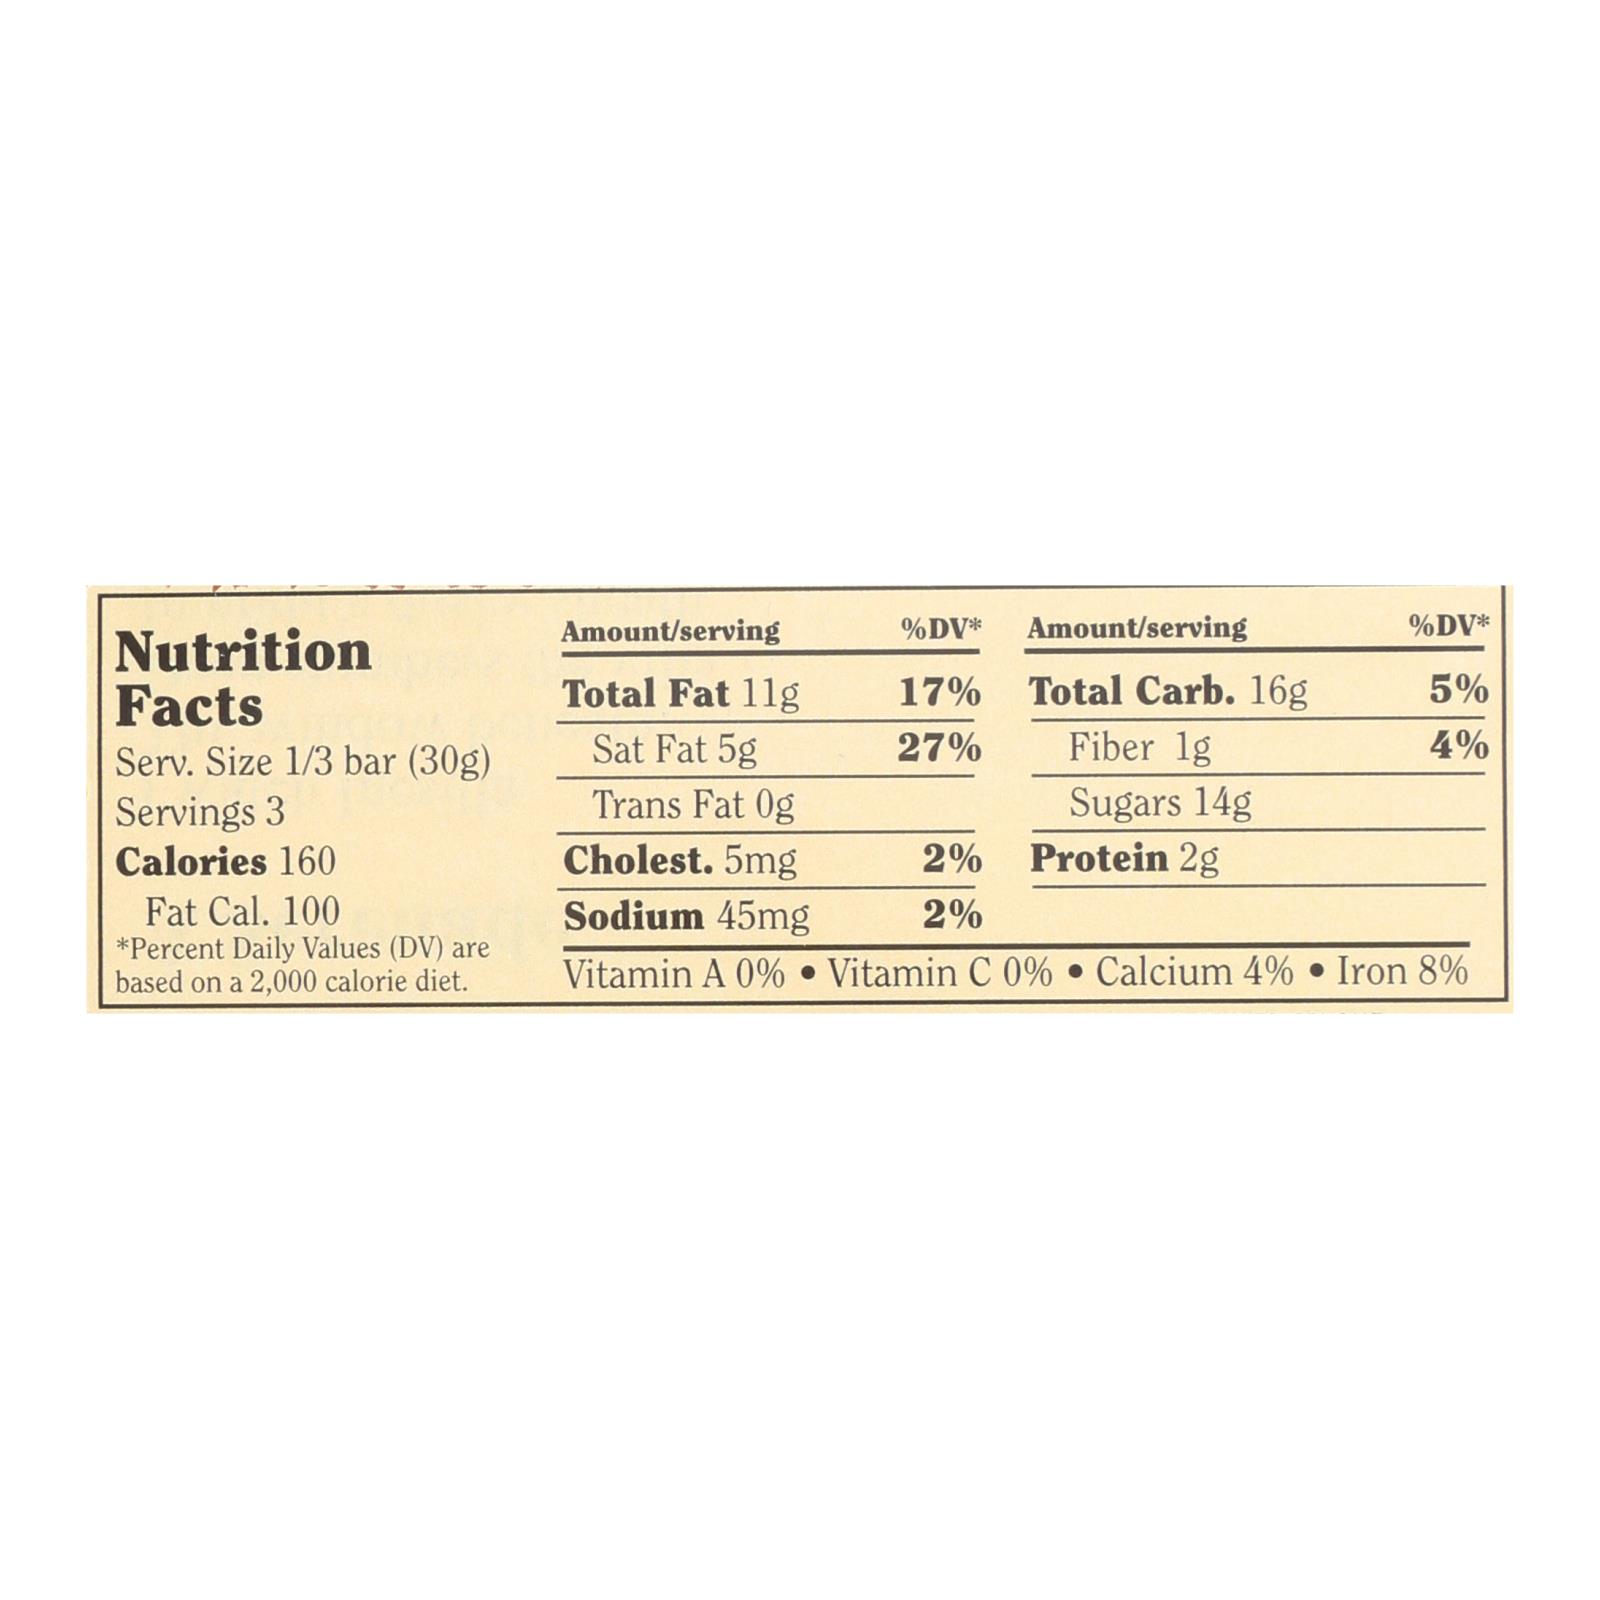 Nutrition
Facts
Serv. Size 1/3 bar (30g)
Servings 3
Calories 160
Fat Cal. 100
*Percent Daily Values (DV) are
based on a 2,000 calorie diet.
Amount/serving %DV*
Total Fat 11g 17%
Sat Fat 5g 27%
Trans Fat 0g
Cholest. 5mg 2%
Sodium 45mg 2%
Amount/serving %DV*
Total Carb. 16g 5%
Fiber 1g 4%
Sugars 14g
Protein 2g
Vitamin A 0% • Vitamin C 0% • Calcium 4% • Iron 8%